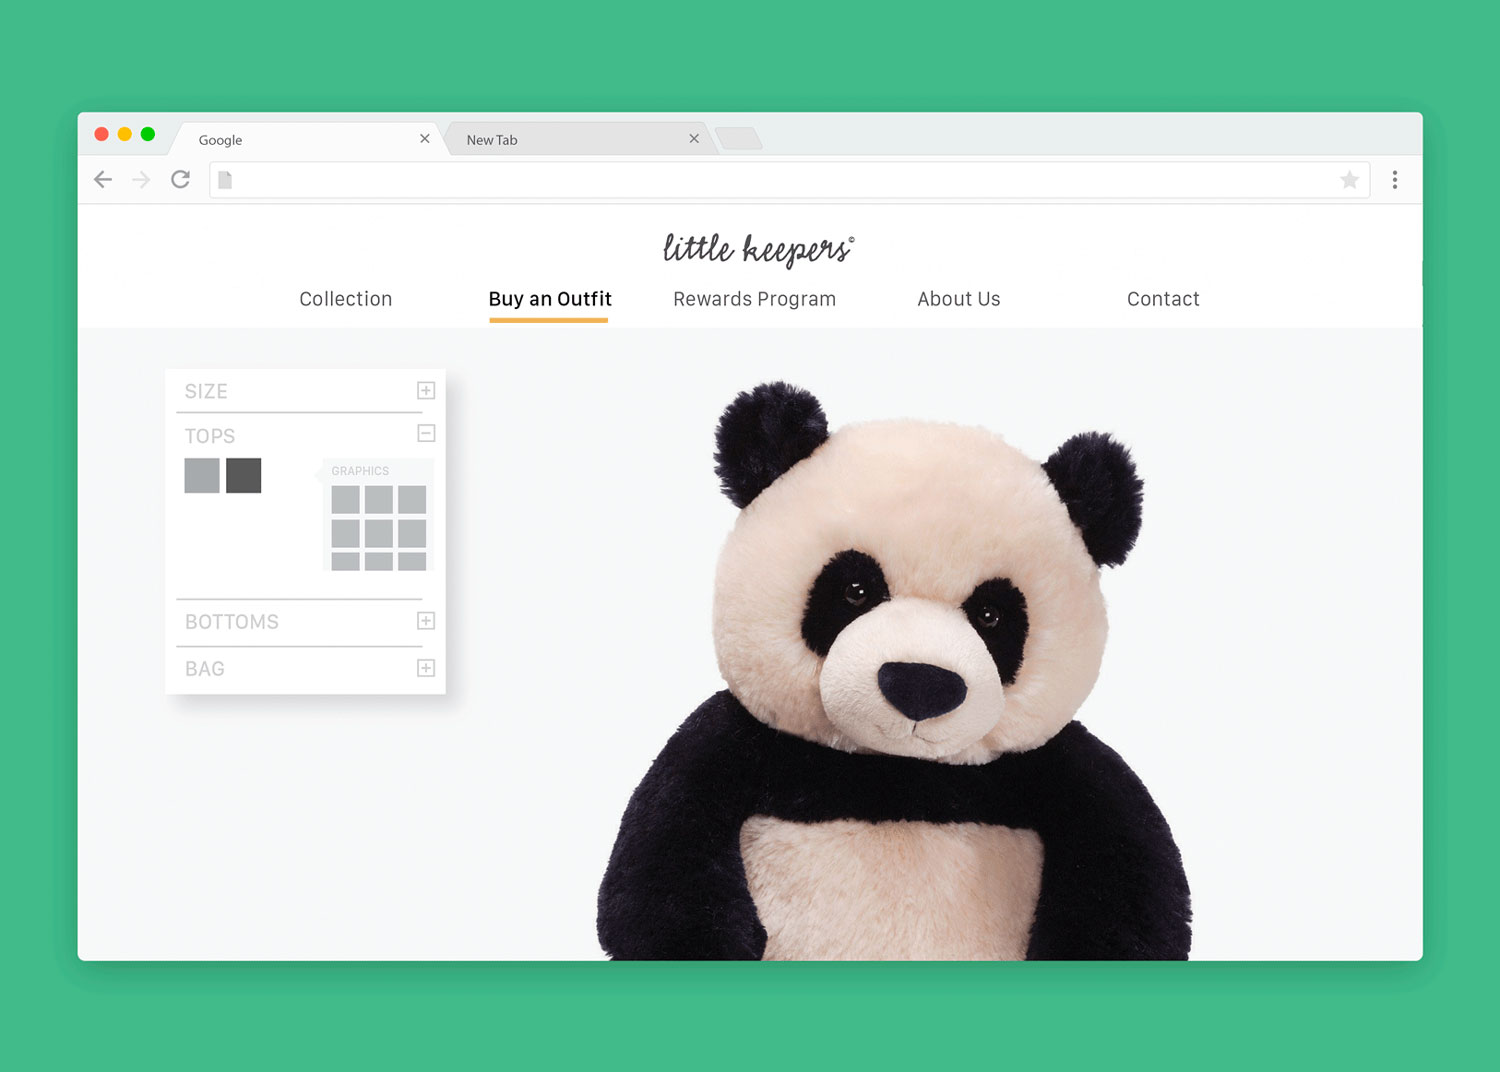 Google
New Tab
little keepers©
Collection Buy an Outfit Rewards Program About Us Contact
SIZE
TOPS
GRAPHICS
BOTTOMS
BAG